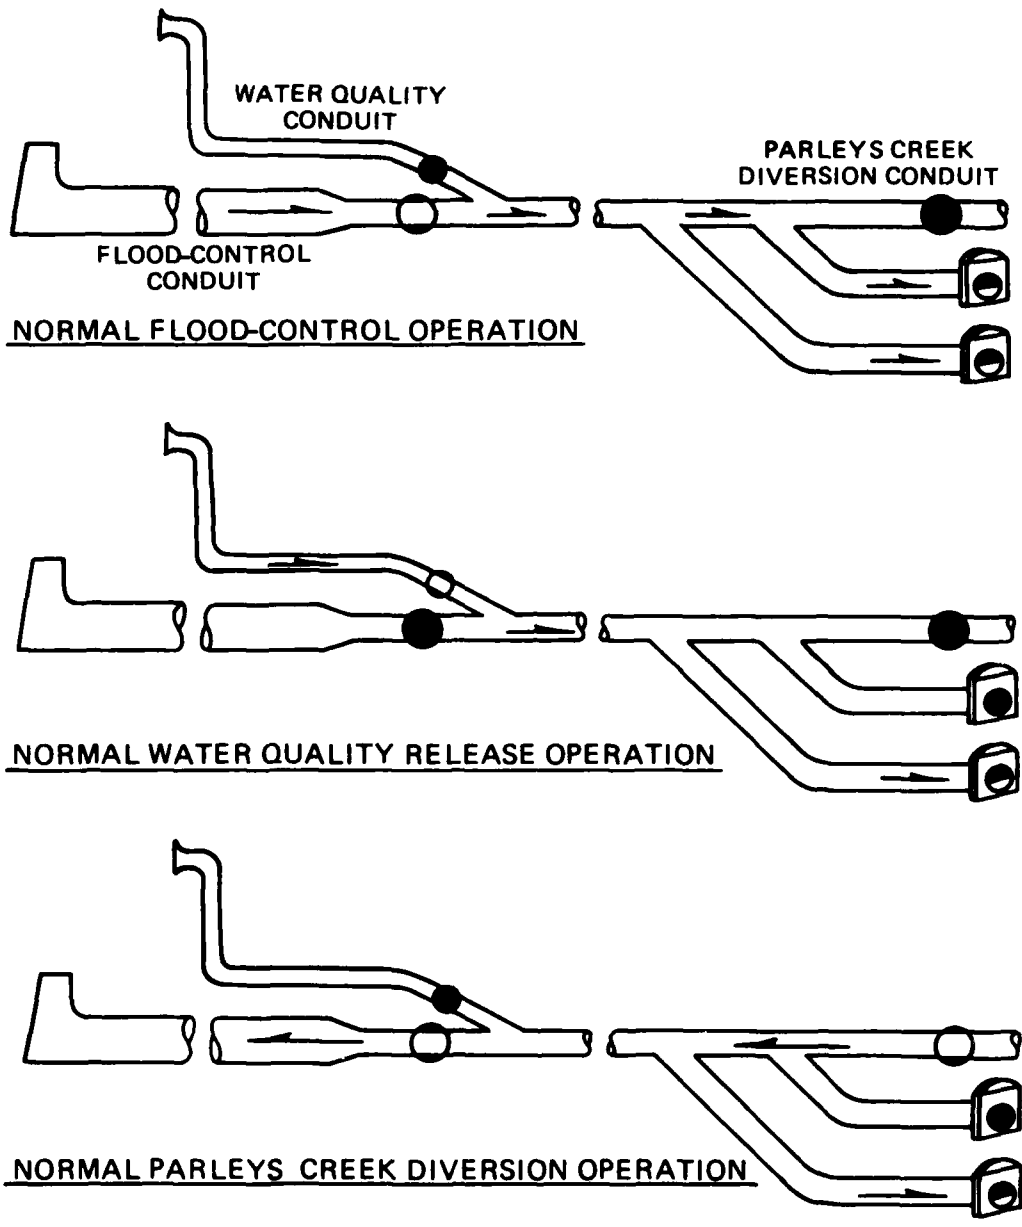 WATER QUALITY
CONDUIT
PARLEYS CREEK
DIVERSION CONDUIT
FLOOD-CONTROL
CONDUIT
NORMAL FLOOD-CONTROL OPERATION
NORMAL WATER QUALITY RELEASE OPERATION
NORMAL PARLEYS CREEK DIVERSION OPERATION